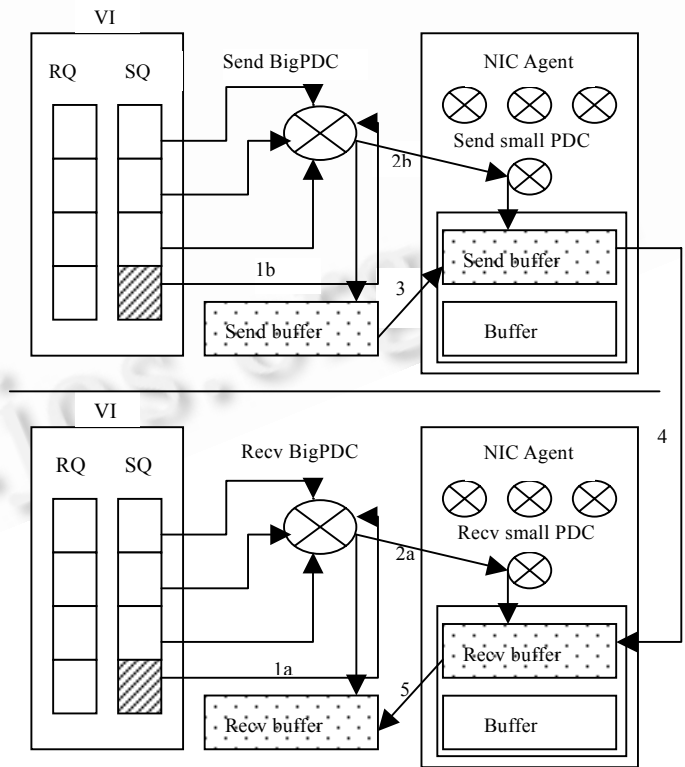 VI
RQ
SQ
Send BigPDC
NIC Agent
Send small PDC
2b
1b
3
Send buffer
Send buffer
Buffer
4
VI
RQ
SQ
Recv BigPDC
NIC Agent
Recv small PDC
2a
1a
5
Recv buffer
Recv buffer
Buffer